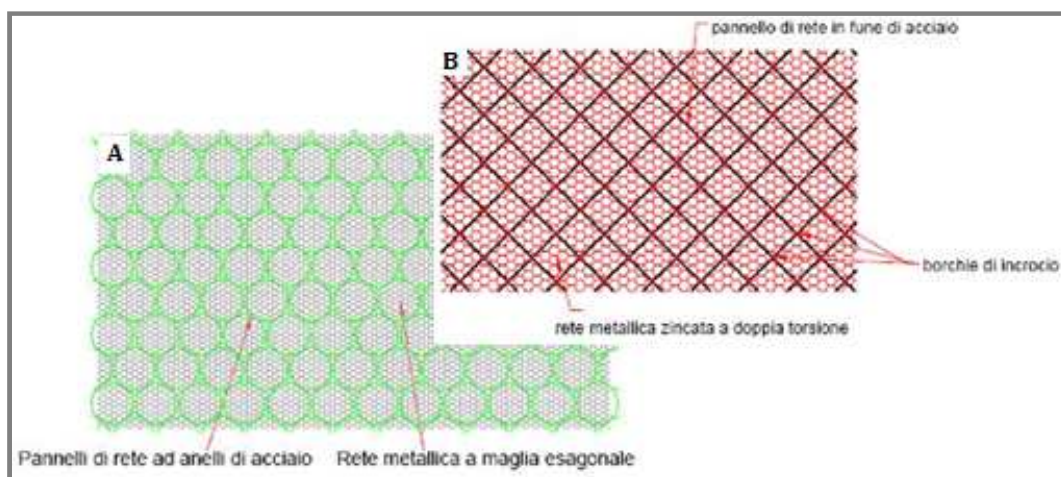 pannello di rete in fune di acciaio
B
A
borchie di incrocio
rete metallica zincata a doppia torsione
Pannelli di rete ad anelli di acciaio
Rete metallica a maglia esagonale